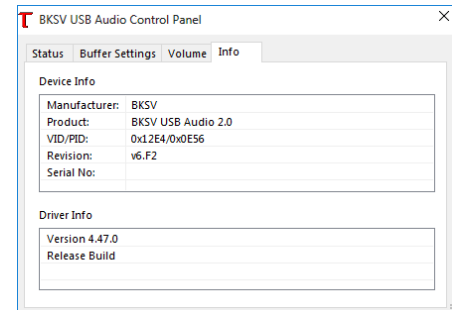 BKSV USB Audio Control Panel
Status Buffer Settings Volume Info
Device Info
Manufacturer: BKSV
Product: BKSV USB Audio 2.0
VID/PID: 0x12E4/0x0E56
Revision: v6.F2
Serial No:
Driver Info
Version 4.47.0
Release Build